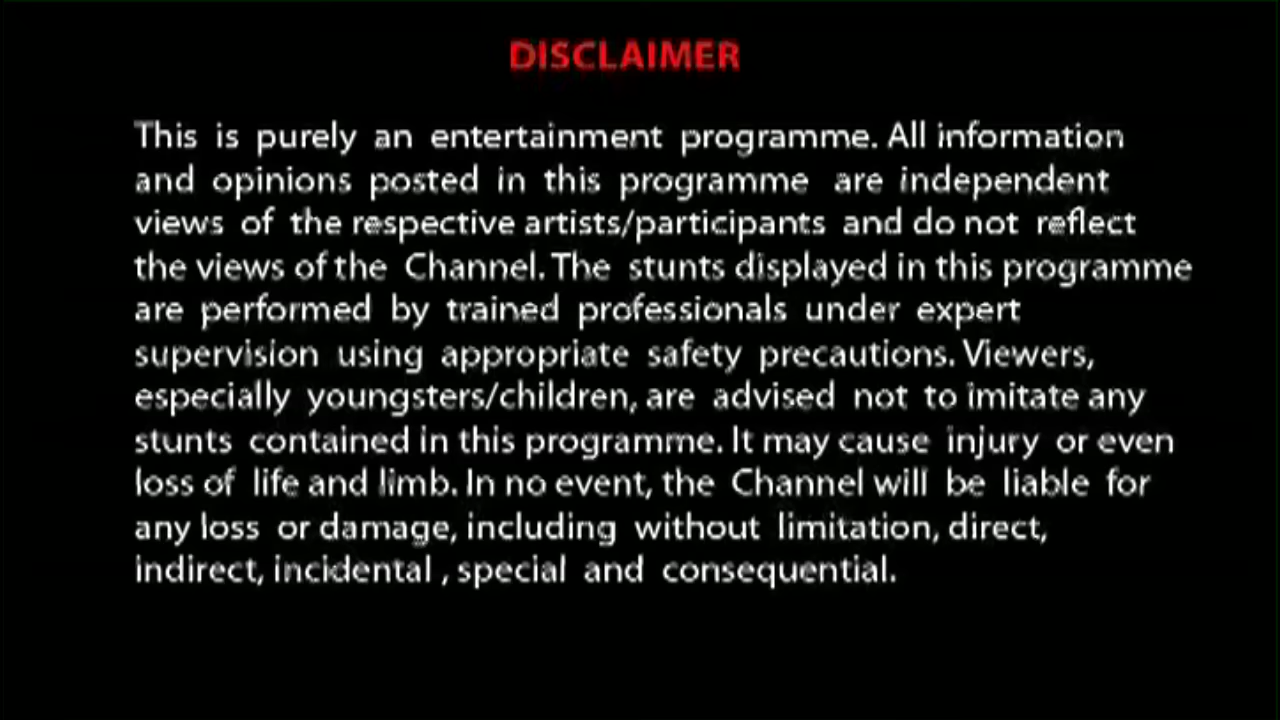 DISCLAIMER
This is purely an entertainment programme. All information
and opinions posted in this programme are independent
views of the respective artists/participants and do not reflect
the views of the Channel. The stunts displayed in this programme
are performed by trained professionals under expert
supervision using appropriate safety precautions. Viewers,
especially youngsters/children, are advised not to imitate any
stunts contained in this programme. It may cause injury or even
loss of life and limb. In no event, the Channel will be liable for
any loss or damage, including without limitation, direct,
indirect, incidental , special and consequential.